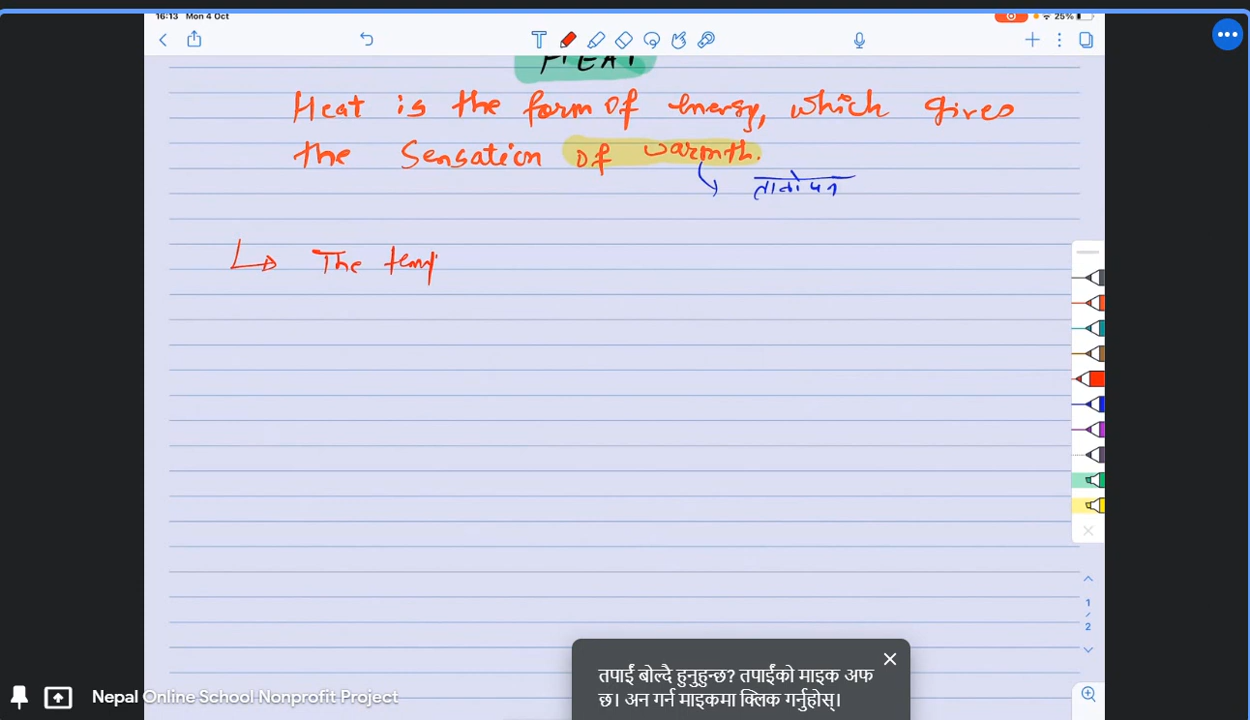 16:13 Mon 4 Oct
25%
HEAT
Heat is the form of energy, which gives
the sensation of warmth.
तातोपन
The temp
1
2
Nepal Online School Nonprofit Project
तपाईं बोल्दै हुनुहुन्छ? तपाईंको माइक अफ
छ। अन गर्न माइकमा क्लिक गर्नुहोस्।